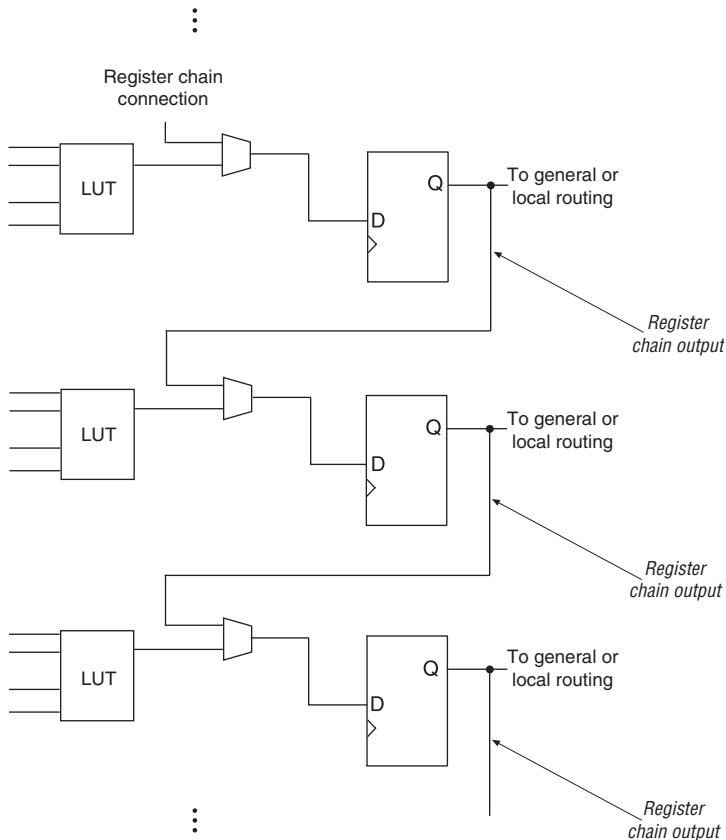 Register chain
connection
LUT
D
Q
To general or
local routing
Register
chain output
LUT
D
Q
To general or
local routing
Register
chain output
LUT
D
Q
To general or
local routing
Register
chain output